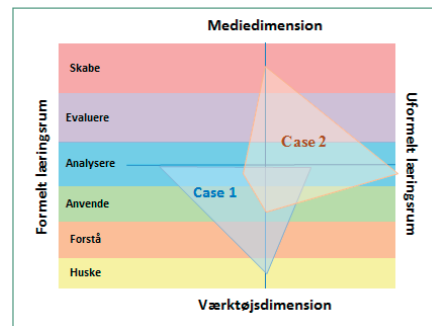 Mediedimension
Formelt læringsrum
Skabe
Evaluere
Analysere
Anvende
Forstå
Huske
Case 2
Case 1
Uformelt læringsrum
Værktøjsdimension